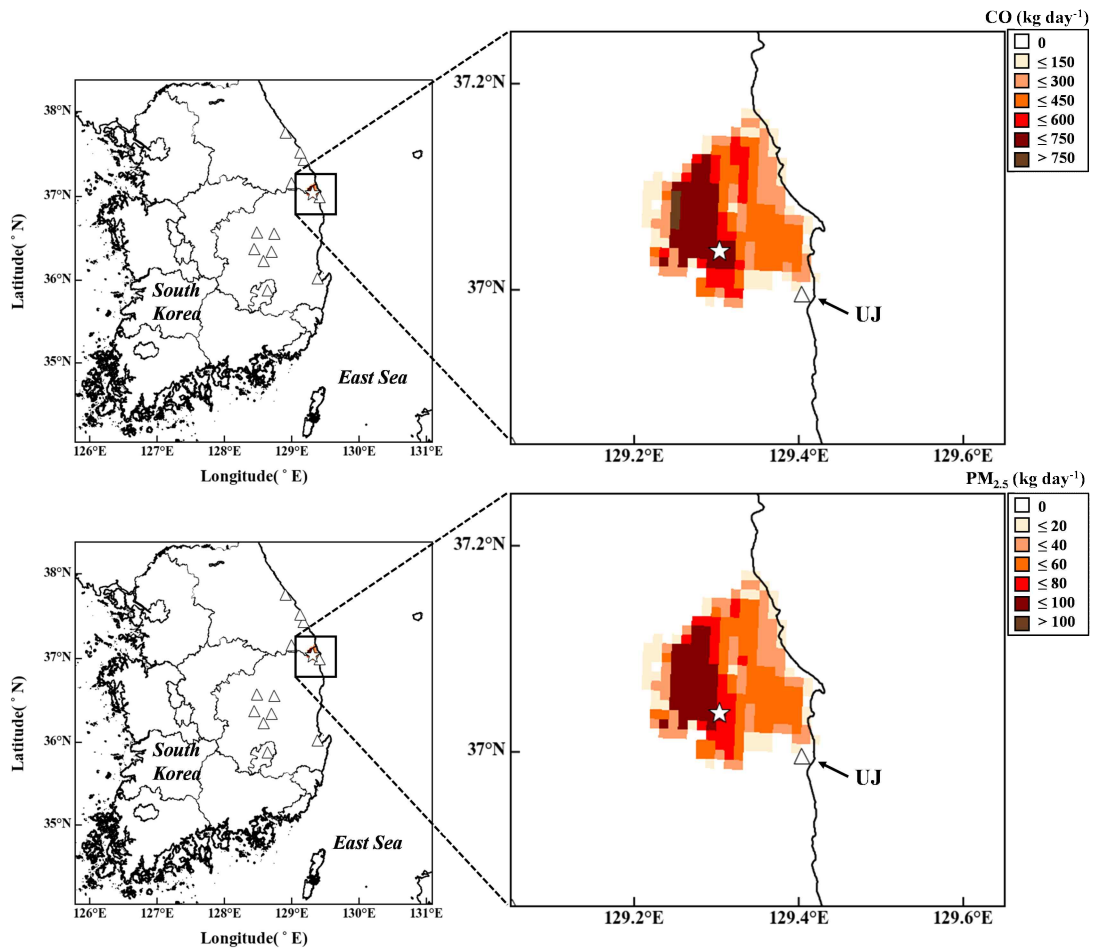 CO (kg day⁻¹)
0
≤ 150
≤ 300
≤ 450
≤ 600
≤ 750
> 750
37.2°N
37°N
UJ
129.2°E
129.4°E
129.6°E
38°N
37°N
36°N
35°N
Latitude(°N)
South
Korea
East Sea
126°E
127°E
128°E
129°E
130°E
131°E
Longitude(°E)
PM₂.₅ (kg day⁻¹)
0
≤ 20
≤ 40
≤ 60
≤ 80
≤ 100
> 100
37.2°N
37°N
UJ
129.2°E
129.4°E
129.6°E
38°N
37°N
36°N
35°N
Latitude(°N)
South
Korea
East Sea
126°E
127°E
128°E
129°E
130°E
131°E
Longitude(°E)